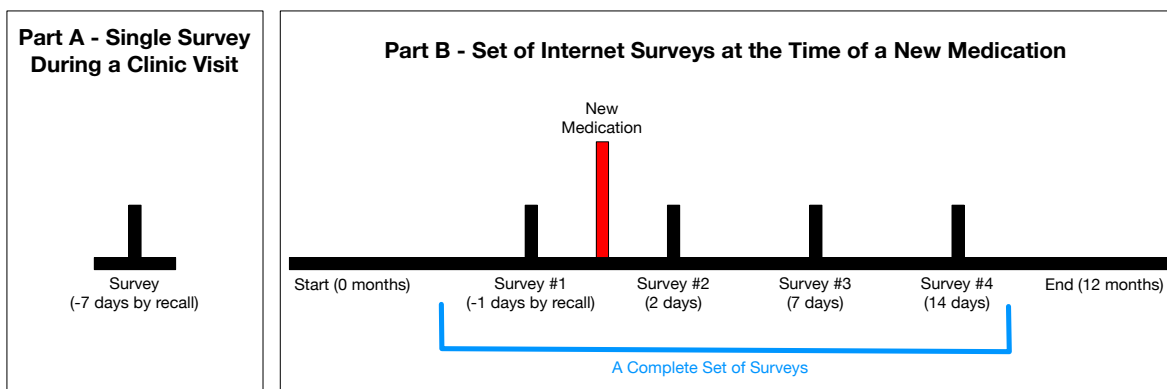 Part A - Single Survey
During a Clinic Visit
Survey
(-7 days by recall)
Part B - Set of Internet Surveys at the Time of a New Medication
New
Medication
Start (0 months)
Survey #1
(-1 days by recall)
Survey #2
(2 days)
Survey #3
(7 days)
Survey #4
(14 days)
End (12 months)
A Complete Set of Surveys